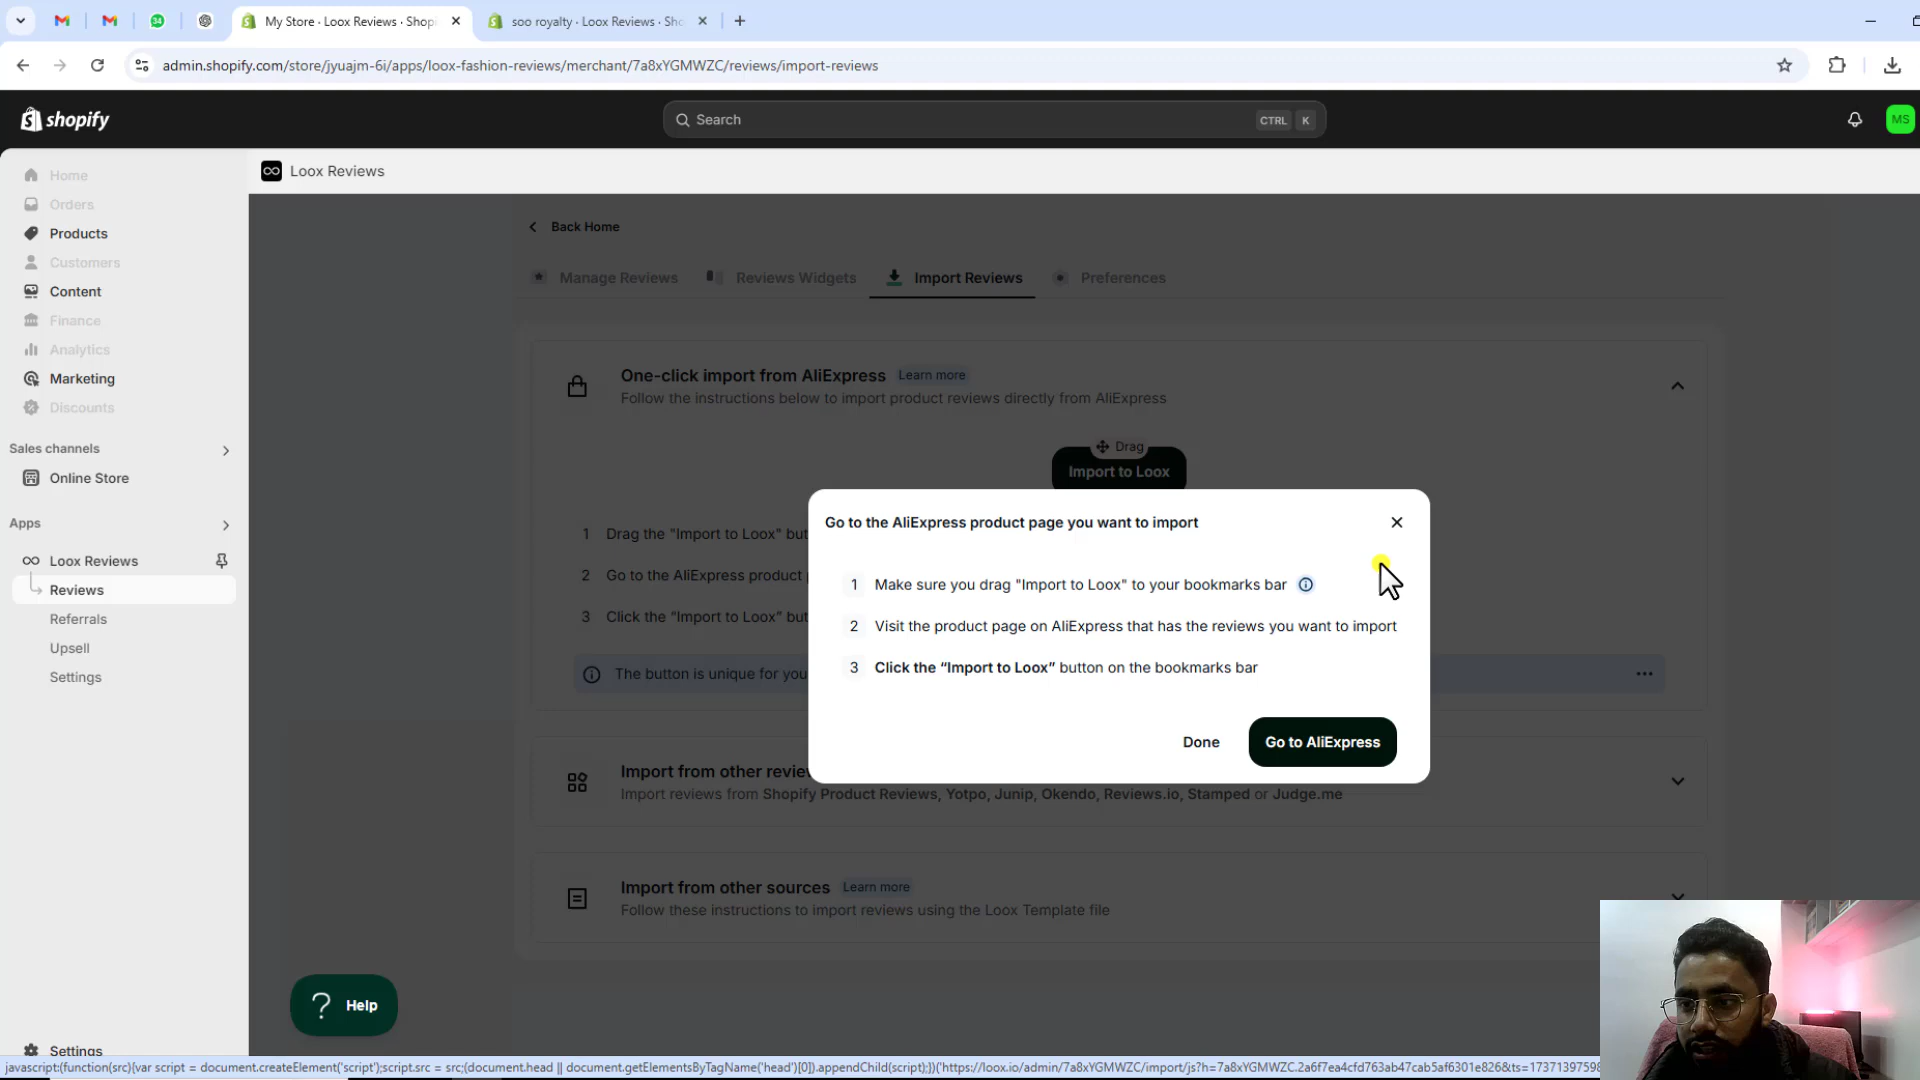 My Store · Loox Reviews · Shopi
soo royalty · Loox Reviews · Sho
admin.shopify.com/store/jyuajm-6i/apps/loox-fashion-reviews/merchant/7a8xYGMWZC/reviews/import-reviews
shopify
Search
CTRL K
MS
Home
Orders
Products
Customers
Content
Finance
Analytics
Marketing
Discounts
Sales channels
Online Store
Apps
Loox Reviews
Reviews
Referrals
Upsell
Settings
Settings
Loox Reviews
Back Home
Manage Reviews
Reviews Widgets
Import Reviews
Preferences
One-click import from AliExpress Learn more
Follow the instructions below to import product reviews directly from AliExpress
Drag
Import to Loox
1 Drag the "Import to Loox" but
2 Go to the AliExpress product p
3 Click the "Import to Loox" but
The button is unique for you
Go to the AliExpress product page you want to import
1 Make sure you drag "Import to Loox" to your bookmarks bar
2 Visit the product page on AliExpress that has the reviews you want to import
3 Click the “Import to Loox” button on the bookmarks bar
Done
Go to AliExpress
Import from other revie
Import reviews from Shopify Product Reviews, Yotpo, Junip, Okendo, Reviews.io, Stamped or Judge.me
Import from other sources Learn more
Follow these instructions to import reviews using the Loox Template file
? Help
javascript:(function(src){var script = document.createElement('script');script.src = src;(document.head || document.getElementsByTagName('head')[0]).appendChild(script);})('https://loox.io/admin/7a8xYGMWZC/import/js?h=7a8xYGMWZC.2a6f7ea4cfd763ab47cab5af6301e826&ts=1737139759